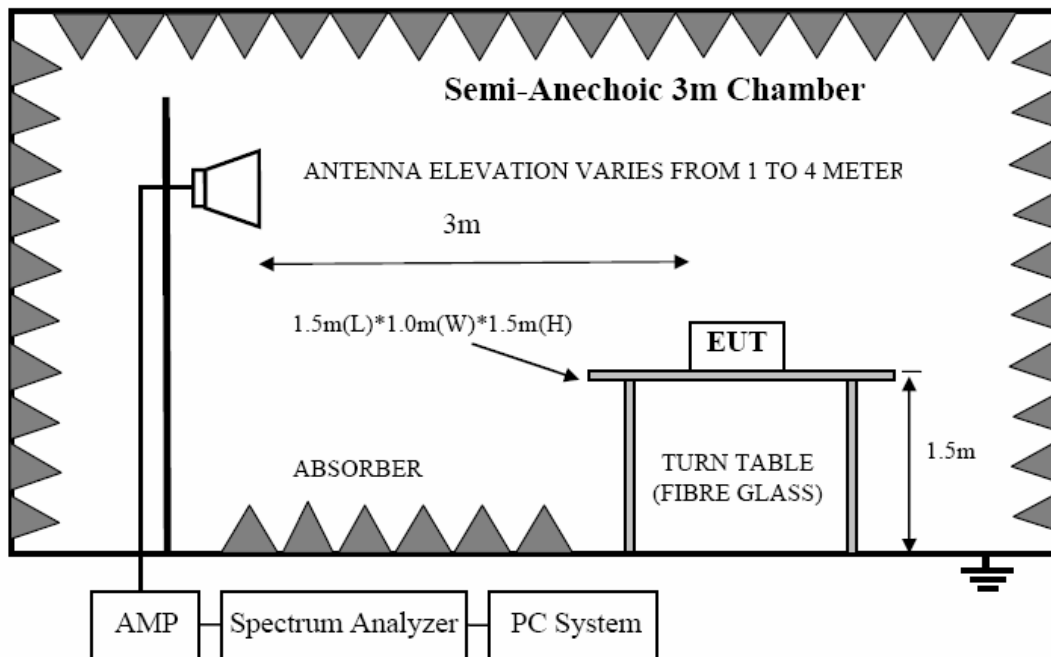 Semi-Anechoic 3m Chamber
ANTENNA ELEVATION VARIES FROM 1 TO 4 METER
3m
1.5m(L)*1.0m(W)*1.5m(H)
EUT
1.5m
ABSORBER
TURN TABLE
(FIBRE GLASS)
AMP
Spectrum Analyzer
PC System